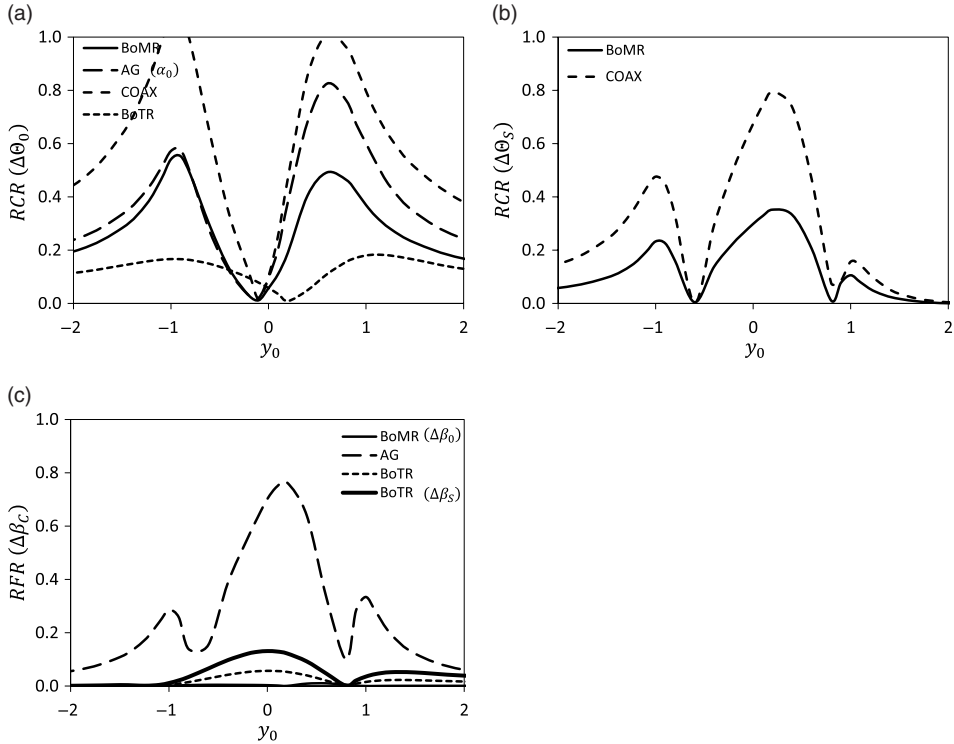 (a)
RCR (ΔΘ0)
1.0
0.8
0.6
0.4
0.2
0.0
BoMR
AG (α0)
COAX
BoTR
−2 −1 0 1 2
y0
(b)
RCR (ΔΘS)
1.0
0.8
0.6
0.4
0.2
0.0
BoMR
COAX
−2 −1 0 1 2
y0
(c)
RFR (ΔβC)
1.0
0.8
0.6
0.4
0.2
0.0
BoMR (Δβ0)
AG
BoTR
BoTR (ΔβS)
−2 −1 0 1 2
y0